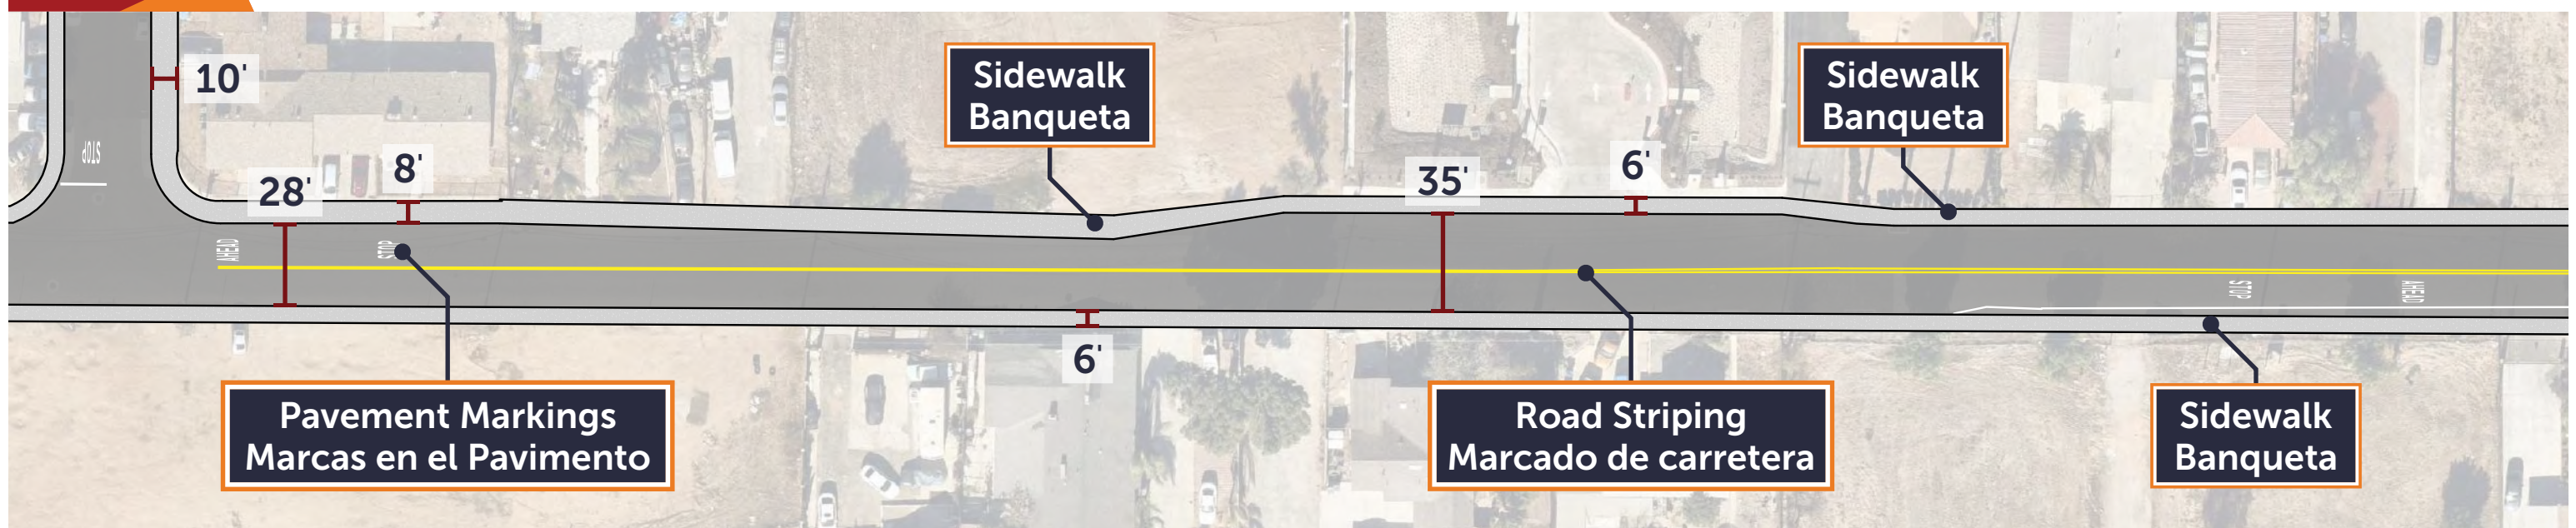 10'
STOP
Sidewalk
Banqueta
Sidewalk
Banqueta
28'
8'
35'
6'
AHEAD
STOP
STOP
AHEAD
6'
Pavement Markings
Marcas en el Pavimento
Road Striping
Marcado de carretera
Sidewalk
Banqueta